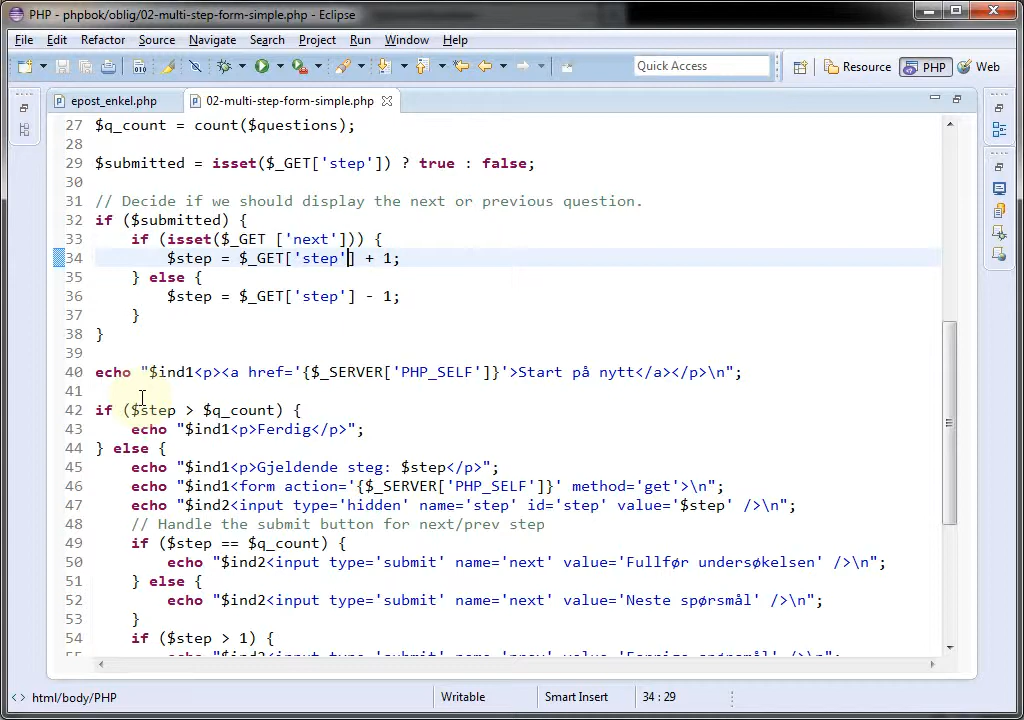 PHP - phpbok/oblig/02-multi-step-form-simple.php - Eclipse
File Edit Refactor Source Navigate Search Project Run Window Help
Quick Access Resource PHP Web
epost_enkel.php 02-multi-step-form-simple.php
27 $q_count = count($questions);
28
29 $submitted = isset($_GET['step']) ? true : false;
30
31 // Decide if we should display the next or previous question.
32 if ($submitted) {
33 if (isset($_GET ['next'])) {
34 $step = $_GET['step'] + 1;
35 } else {
36 $step = $_GET['step'] - 1;
37 }
38 }
39
40 echo "$ind1<p><a href='{$_SERVER['PHP_SELF']}'>Start på nytt</a></p>\n";
41
42 if ($step > $q_count) {
43 echo "$ind1<p>Ferdig</p>";
44 } else {
45 echo "$ind1<p>Gjeldende steg: $step</p>";
46 echo "$ind1<form action='{$_SERVER['PHP_SELF']}' method='get'>\n";
47 echo "$ind2<input type='hidden' name='step' id='step' value='$step' />\n";
48 // Handle the submit button for next/prev step
49 if ($step == $q_count) {
50 echo "$ind2<input type='submit' name='next' value='Fullfør undersøkelsen' />\n";
51 } else {
52 echo "$ind2<input type='submit' name='next' value='Neste spørsmål' />\n";
53 }
54 if ($step > 1) {
html/body/PHP Writable Smart Insert 34 : 29